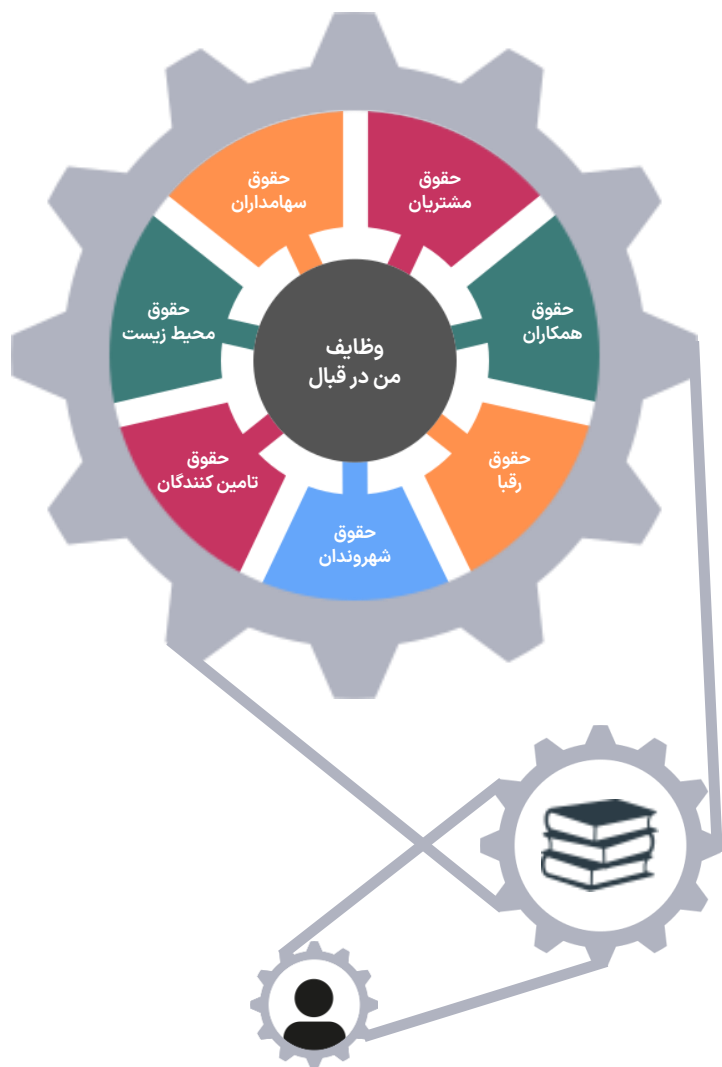 حقوق
مشتریان
حقوق
سهامداران
حقوق
همکاران
حقوق
محیط زیست
وظایف
من در قبال
حقوق
رقبا
حقوق
تامین کنندگان
حقوق
شهروندان